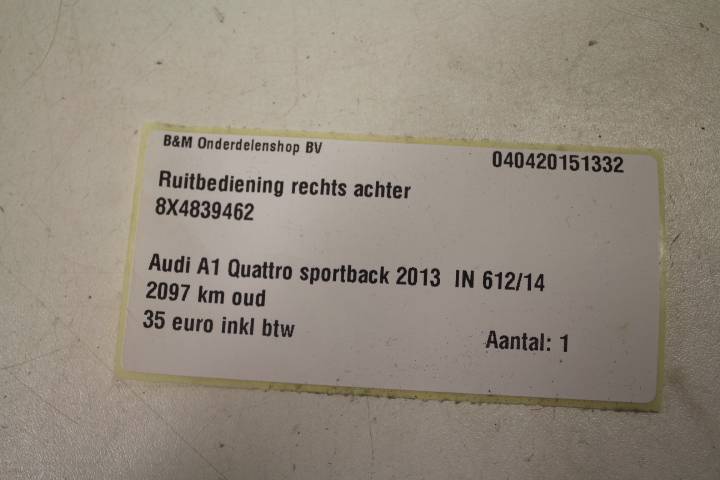 B&M Onderdelenshop BV 040420151332
Ruitbediening rechts achter
8X4839462
Audi A1 Quattro sportback 2013 IN 612/14
2097 km oud
35 euro inkl btw Aantal: 1